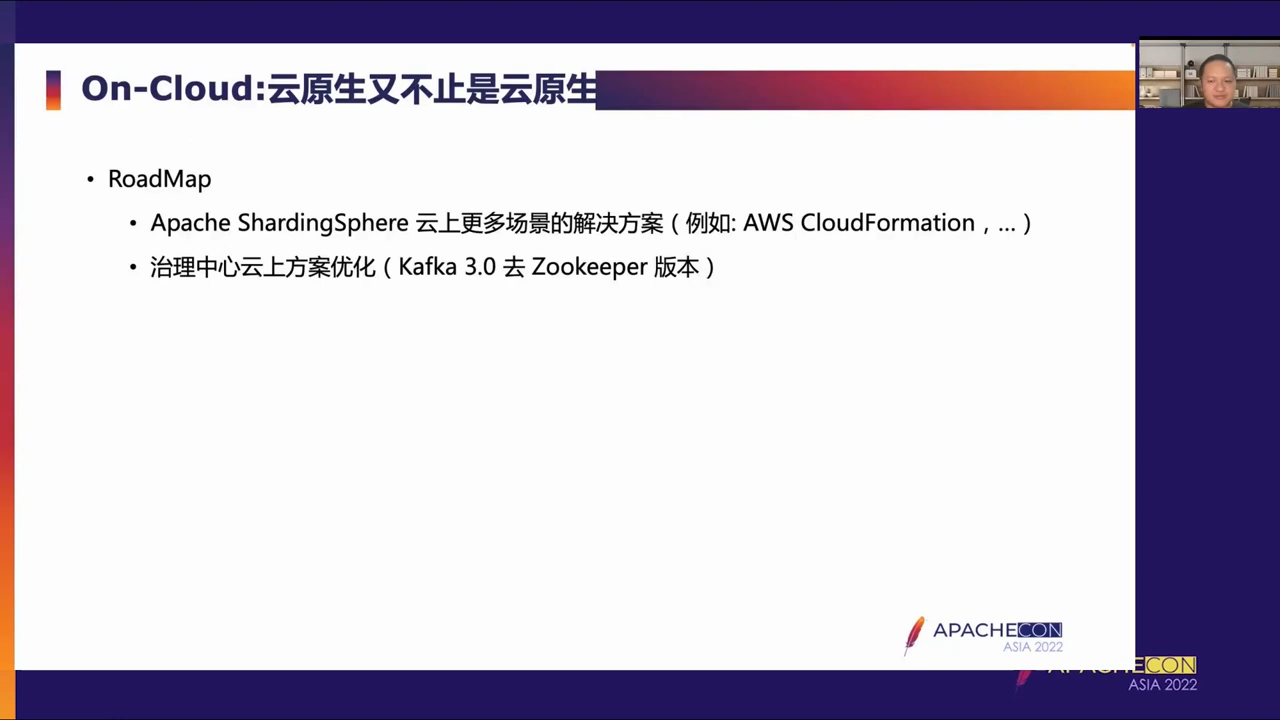 On-Cloud:云原生又不止是云原生
• RoadMap
• Apache ShardingSphere 云上更多场景的解决方案（例如: AWS CloudFormation，... ）
• 治理中心云上方案优化（Kafka 3.0 去 Zookeeper 版本）
APACHECON
ASIA 2022
APACHECON
ASIA 2022